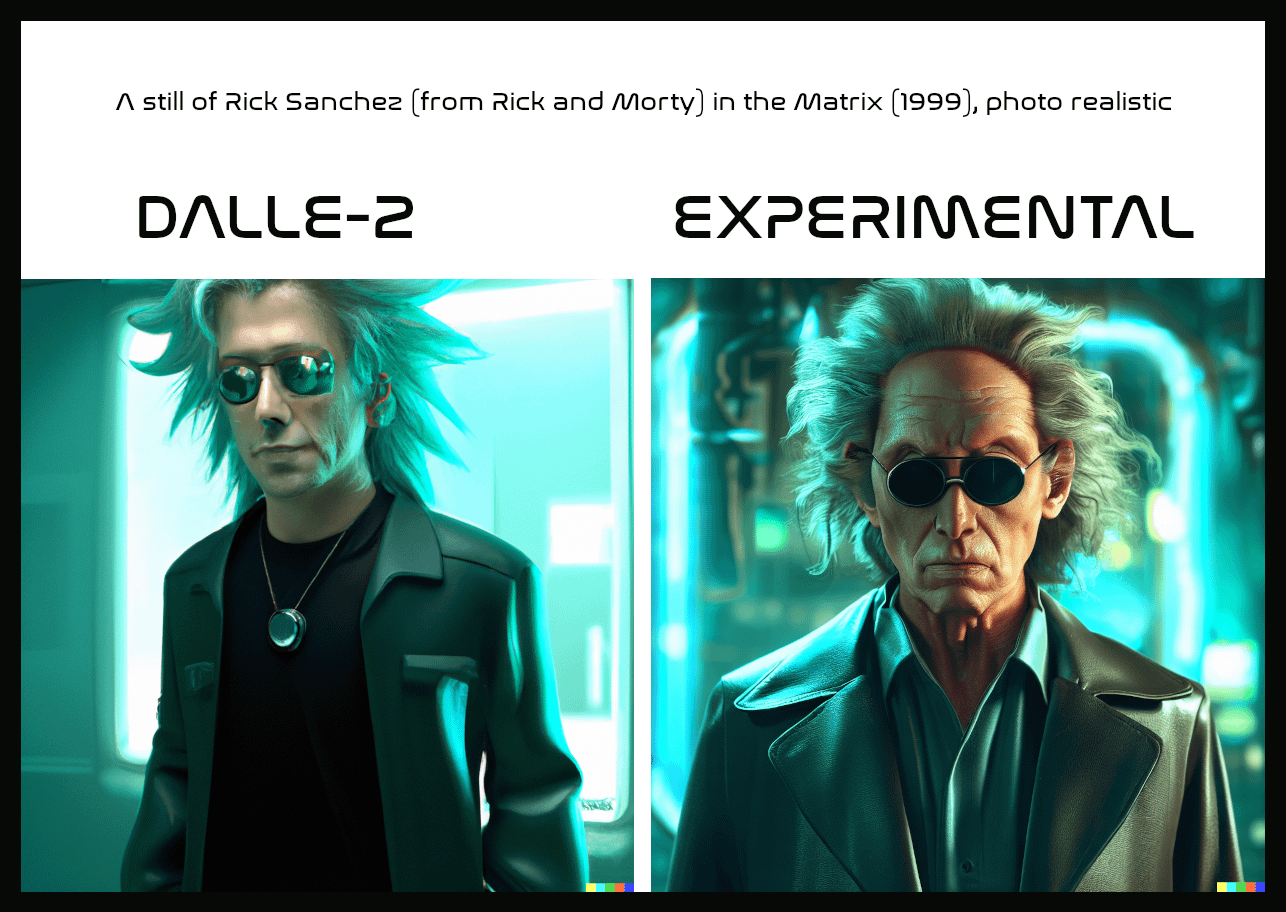 A still of Rick Sanchez (from Rick and Morty) in the Matrix (1999), photo realistic
DALLE-2
EXPERIMENTAL